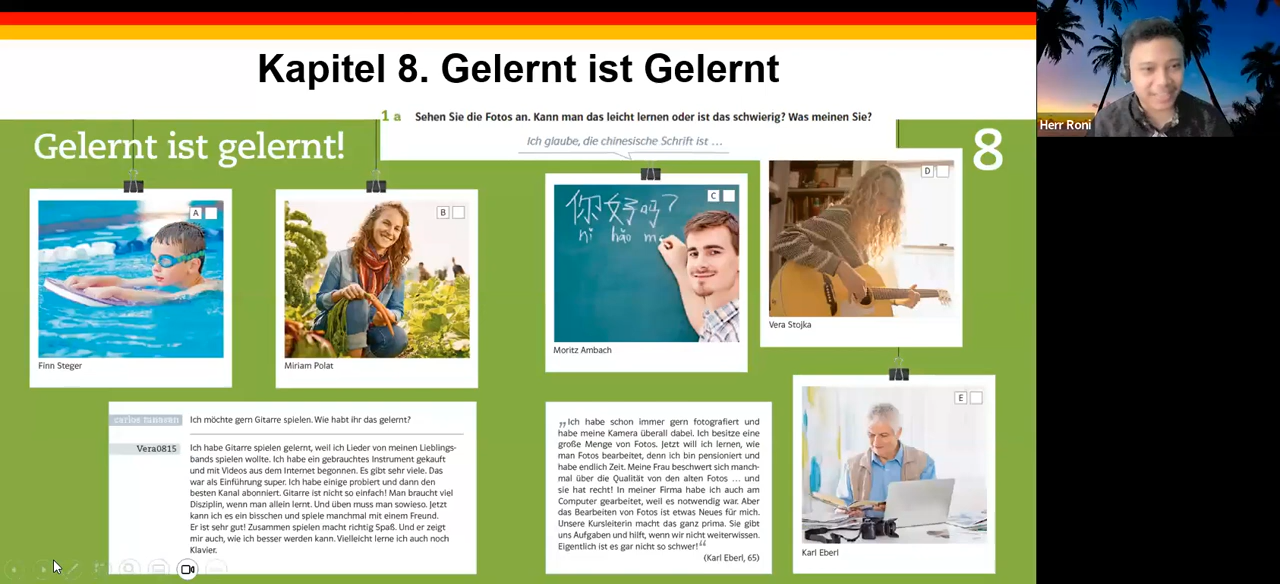 Kapitel 8. Gelernt ist Gelernt
Herr Roni
1 a Sehen Sie die Fotos an. Kann man das leicht lernen oder ist das schwierig? Was meinen Sie?
Gelernt ist gelernt!
Ich glaube, die chinesische Schrift ist …
8
A
Finn Steger
B
Miriam Polat
C
你好吗?
nǐ hǎo m
Moritz Ambach
D
Vera Stojka
Ich möchte gern Gitarre spielen. Wie habt ihr das gelernt?
Vera0815
Ich habe Gitarre spielen gelernt, weil ich Lieder von meinen Lieblings-
bands spielen wollte. Ich habe ein gebrauchtes Instrument gekauft
und mit Videos aus dem Internet begonnen. Es gibt sehr viele. Das
war als Einführung super. Ich habe einige probiert und dann den
besten Kanal abonniert. Gitarre ist nicht so einfach! Man braucht viel
Disziplin, wenn man allein lernt. Und üben muss man sowieso. Jetzt
kann ich es ein bisschen und spiele manchmal mit einem Freund.
Er ist sehr gut! Zusammen spielen macht richtig Spaß. Und er zeigt
mir auch, wie ich besser werden kann. Vielleicht lerne ich auch noch
Klavier.
„Ich habe schon immer gern fotografiert und
habe meine Kamera überall dabei. Ich besitze eine
große Menge von Fotos. Jetzt will ich lernen, wie
man Fotos bearbeitet, denn ich bin pensioniert und
habe endlich Zeit. Meine Frau beschwert sich manch-
mal über die Qualität von den alten Fotos … und
sie hat recht! In meiner Firma habe ich auch am
Computer gearbeitet, weil es notwendig war. Aber
das Bearbeiten von Fotos ist etwas Neues für mich.
Unsere Kursleiterin macht das ganz prima. Sie gibt
uns Aufgaben und hilft, wenn wir nicht weiterwissen.
Eigentlich ist es gar nicht so schwer!“
(Karl Eberl, 65)
E
Karl Eberl